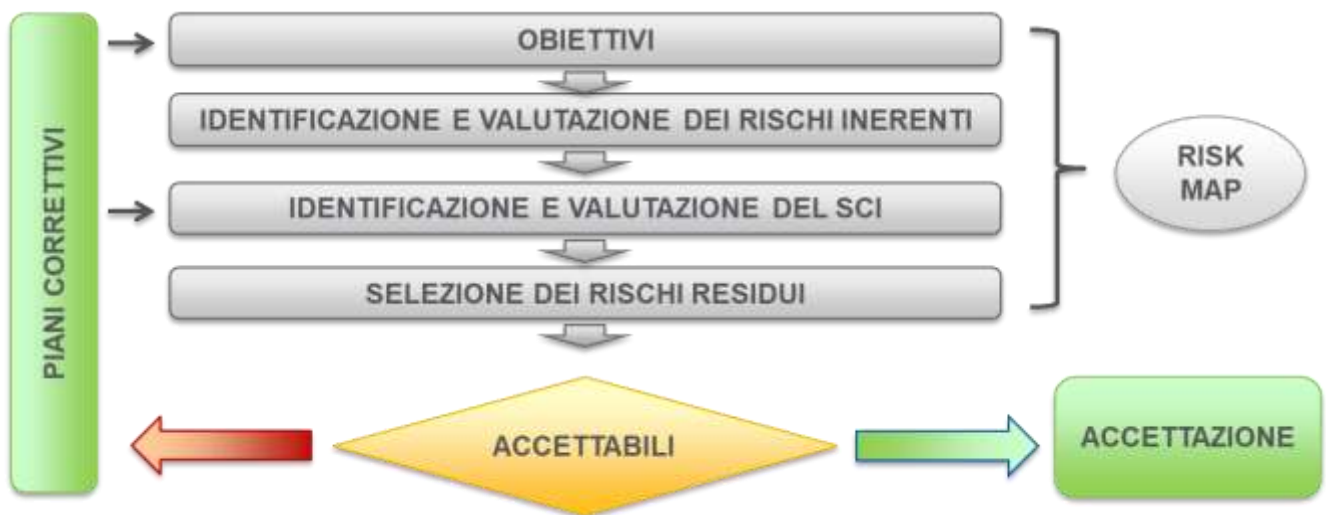 OBIETTIVI
IDENTIFICAZIONE E VALUTAZIONE DEI RISCHI INERENTI
IDENTIFICAZIONE E VALUTAZIONE DEL SCI
SELEZIONE DEI RISCHI RESIDUI
PIANI CORRETTIVI
RISK
MAP
ACCETTABILI
ACCETTAZIONE